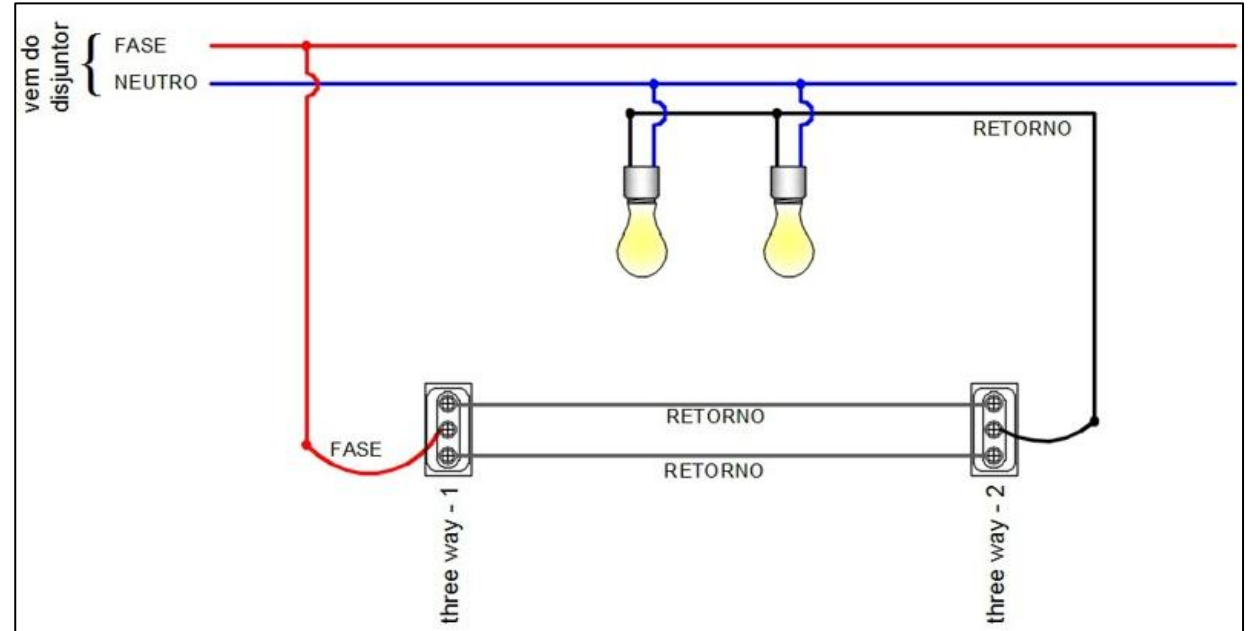 vem do
disjuntor
FASE
NEUTRO
RETORNO
RETORNO
FASE
RETORNO
three way - 1
three way - 2